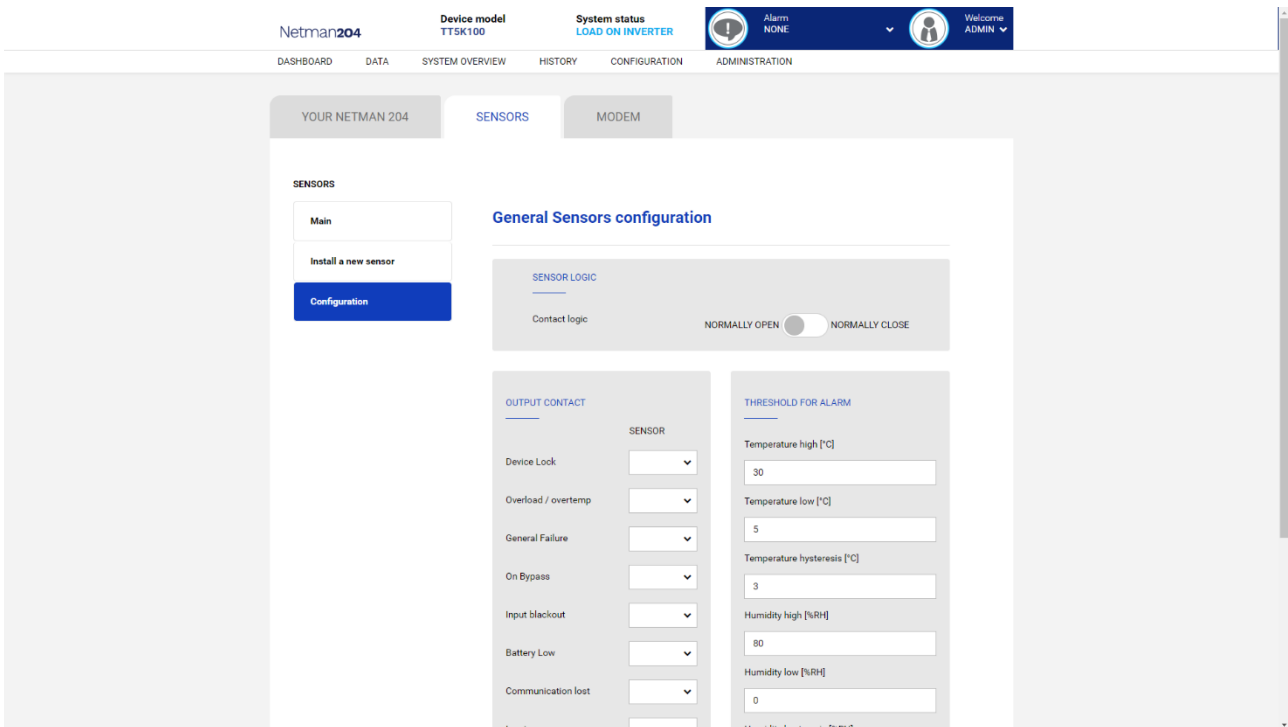 Netman204
Device model
TT5K100
System status
LOAD ON INVERTER
Alarm
NONE
Welcome
ADMIN
DASHBOARD DATA SYSTEM OVERVIEW HISTORY CONFIGURATION ADMINISTRATION
YOUR NETMAN 204 SENSORS MODEM
SENSORS
Main
Install a new sensor
Configuration
General Sensors configuration
SENSOR LOGIC
Contact logic NORMALLY OPEN NORMALLY CLOSE
OUTPUT CONTACT
SENSOR
Device Lock
Overload / overtemp
General Failure
On Bypass
Input blackout
Battery Low
Communication lost
THRESHOLD FOR ALARM
Temperature high [°C]
30
Temperature low [°C]
5
Temperature hysteresis [°C]
3
Humidity high [%RH]
80
Humidity low [%RH]
0